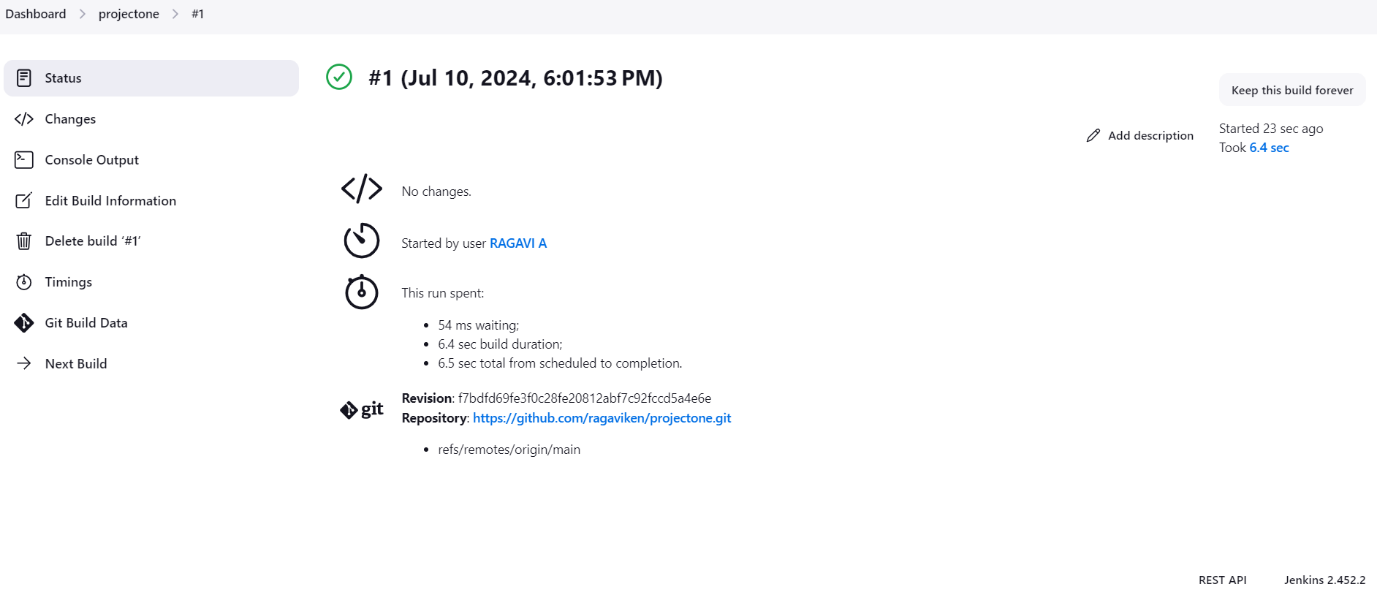 Dashboard > projectone > #1
Status
Changes
Console Output
Edit Build Information
Delete build ‘#1’
Timings
Git Build Data
Next Build
#1 (Jul 10, 2024, 6:01:53 PM)
Keep this build forever
Add description
Started 23 sec ago
Took 6.4 sec
No changes.
Started by user RAGAVI A
This run spent:
• 54 ms waiting;
• 6.4 sec build duration;
• 6.5 sec total from scheduled to completion.
git
Revision: f7bdfd69fe3f0c28fe20812abf7c92fccd5a4e6e
Repository: https://github.com/ragaviken/projectone.git
• refs/remotes/origin/main
REST API
Jenkins 2.452.2